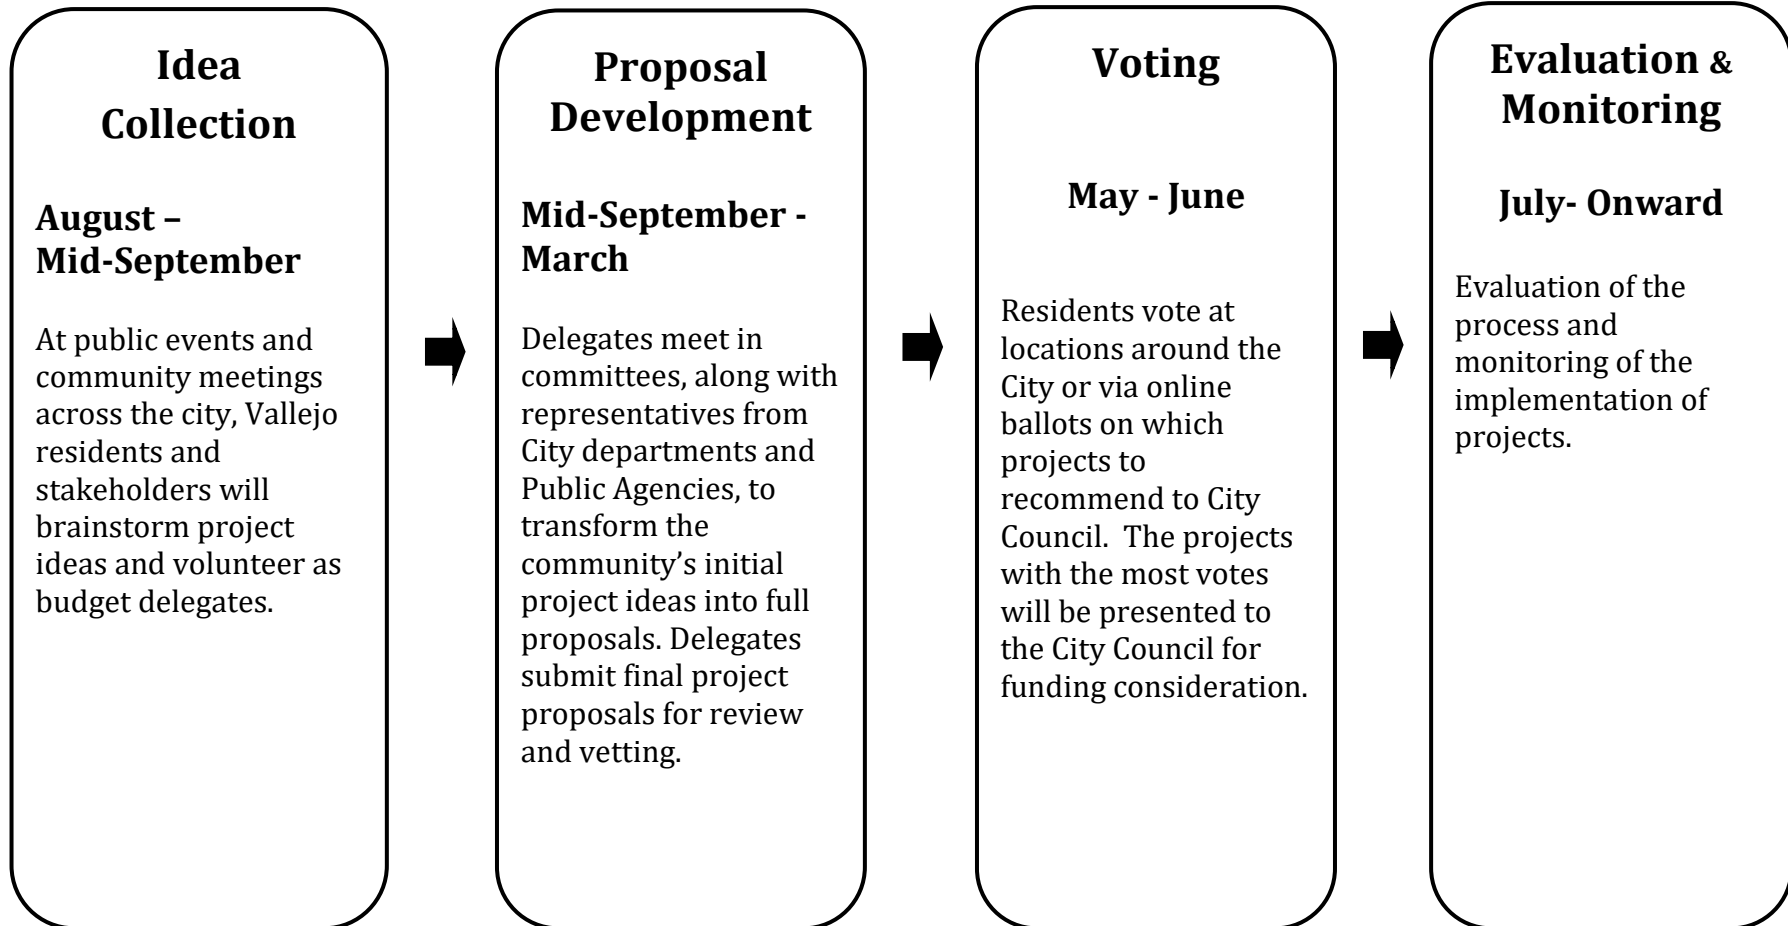 Idea
Collection
August –
Mid-September
At public events and
community meetings
across the city, Vallejo
residents and
stakeholders will
brainstorm project
ideas and volunteer as
budget delegates.
Proposal
Development
Mid-September -
March
Delegates meet in
committees, along with
representatives from
City departments and
Public Agencies, to
transform the
community’s initial
project ideas into full
proposals. Delegates
submit final project
proposals for review
and vetting.
Voting
May - June
Residents vote at
locations around the
City or via online
ballots on which
projects to
recommend to City
Council.  The projects
with the most votes
will be presented to
the City Council for
funding consideration.
Evaluation &
Monitoring
July- Onward
Evaluation of the
process and
monitoring of the
implementation of
projects.